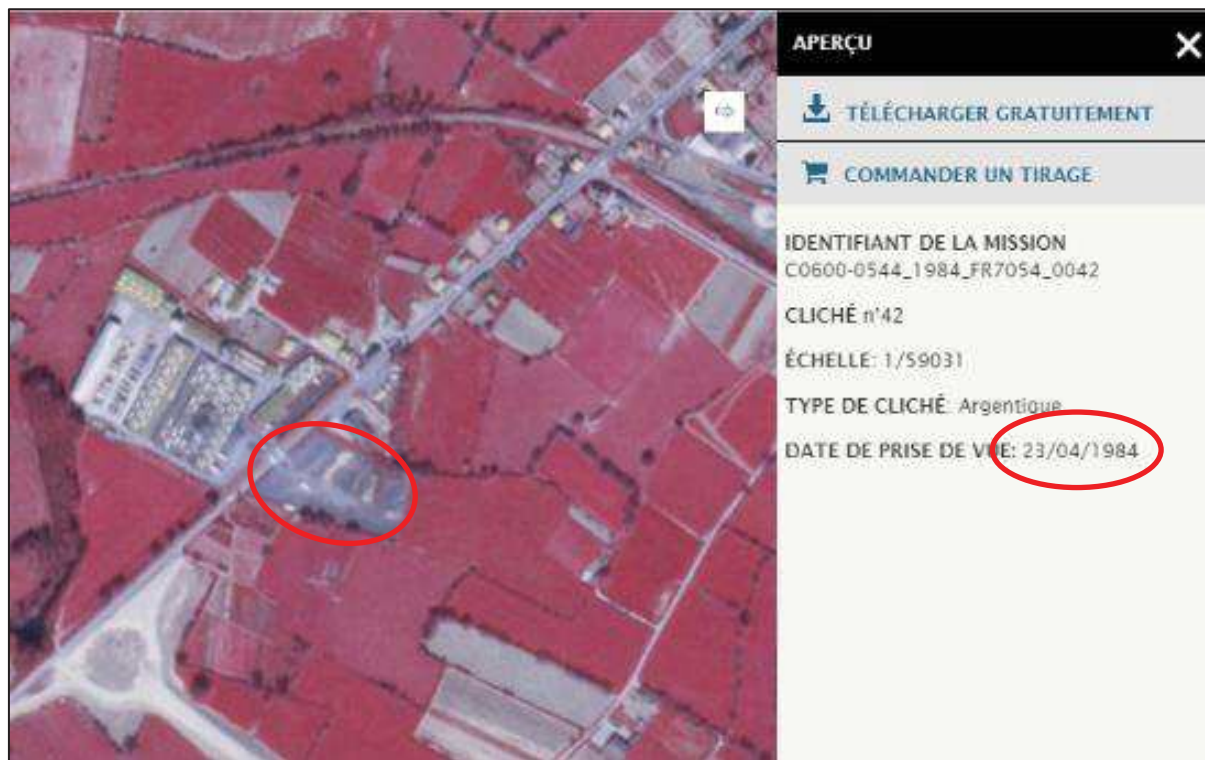 APERÇU
TÉLÉCHARGER GRATUITEMENT
COMMANDER UN TIRAGE
IDENTIFIANT DE LA MISSION
C0600-0544_1984_FR7054_0042
CLICHÉ n°42
ÉCHELLE: 1/59031
TYPE DE CLICHÉ: Argentique
DATE DE PRISE DE VUE: 23/04/1984